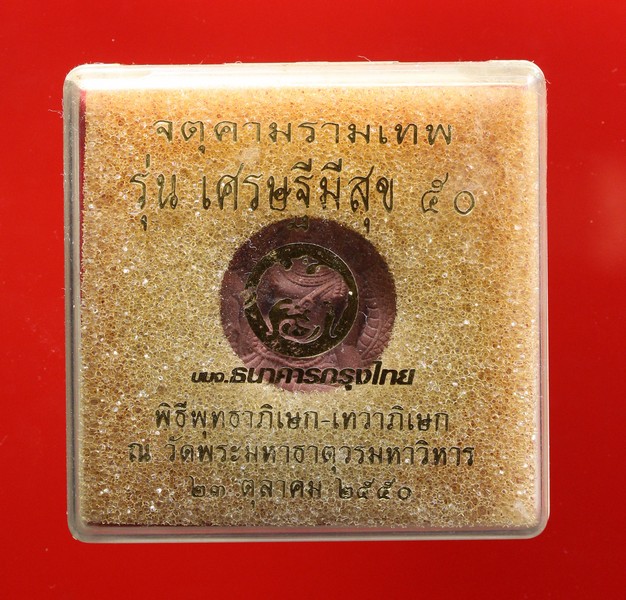 จตุคามรามเทพ
รุ่น เศรษฐีมีสุข ๕๐
บมจ.ธนาคารกรุงไทย
พิธีพุทธาภิเษก-เทวาภิเษก
ณ วัดพระมหาธาตุวรมหาวิหาร
๒๓ ตุลาคม ๒๕๕๐